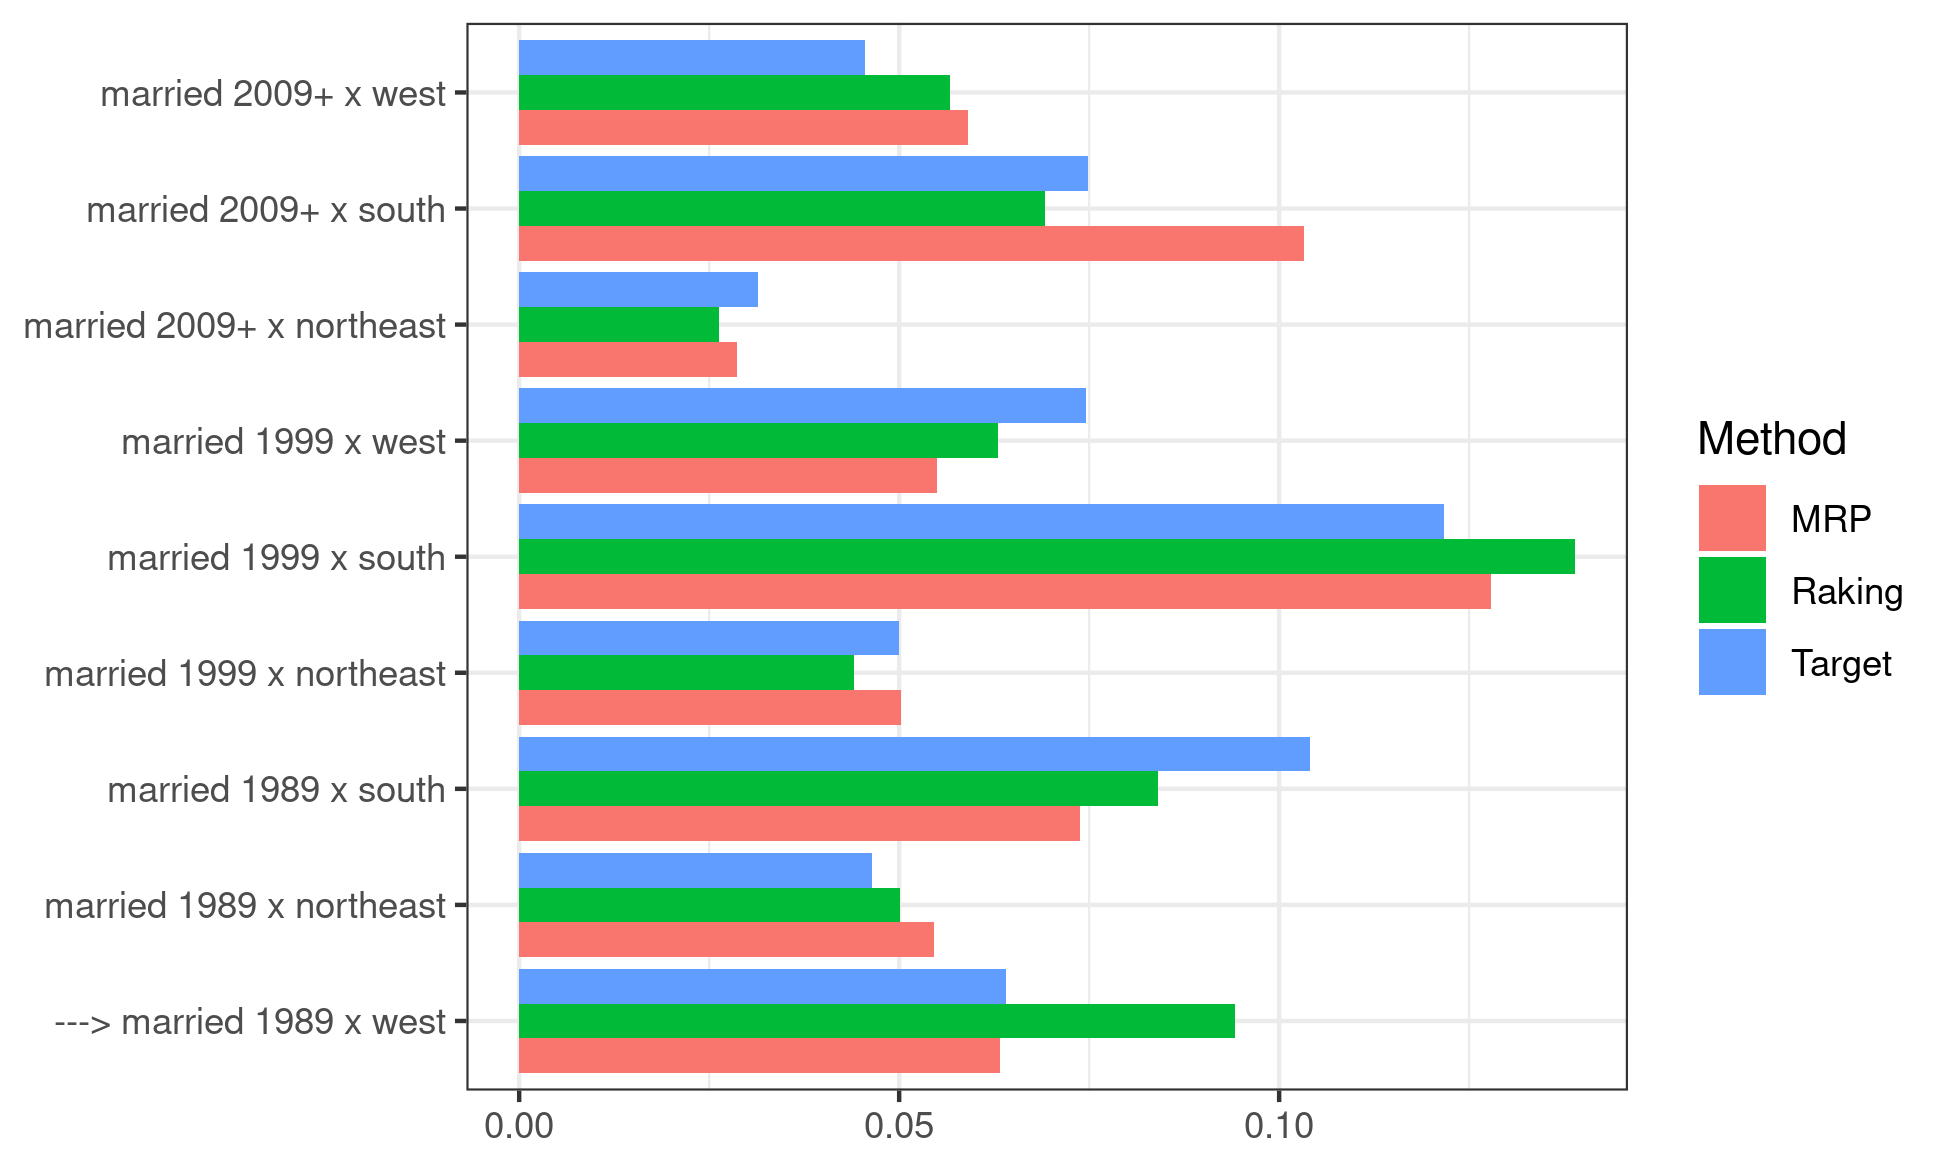 married 2009+ x west
married 2009+ x south
married 2009+ x northeast
married 1999 x west
married 1999 x south
married 1999 x northeast
married 1989 x south
married 1989 x northeast
---> married 1989 x west
0.00 0.05 0.10
Method
MRP
Raking
Target